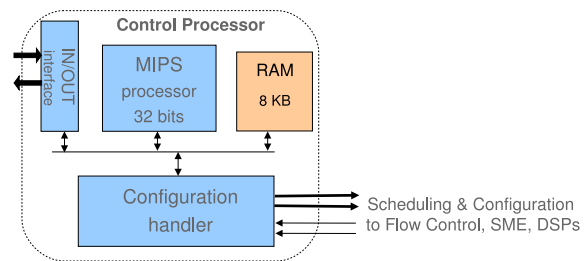 Control Processor
IN/OUT
interface
MIPS
processor
32 bits
RAM
8 KB
Configuration
handler
Scheduling & Configuration
to Flow Control, SME, DSPs